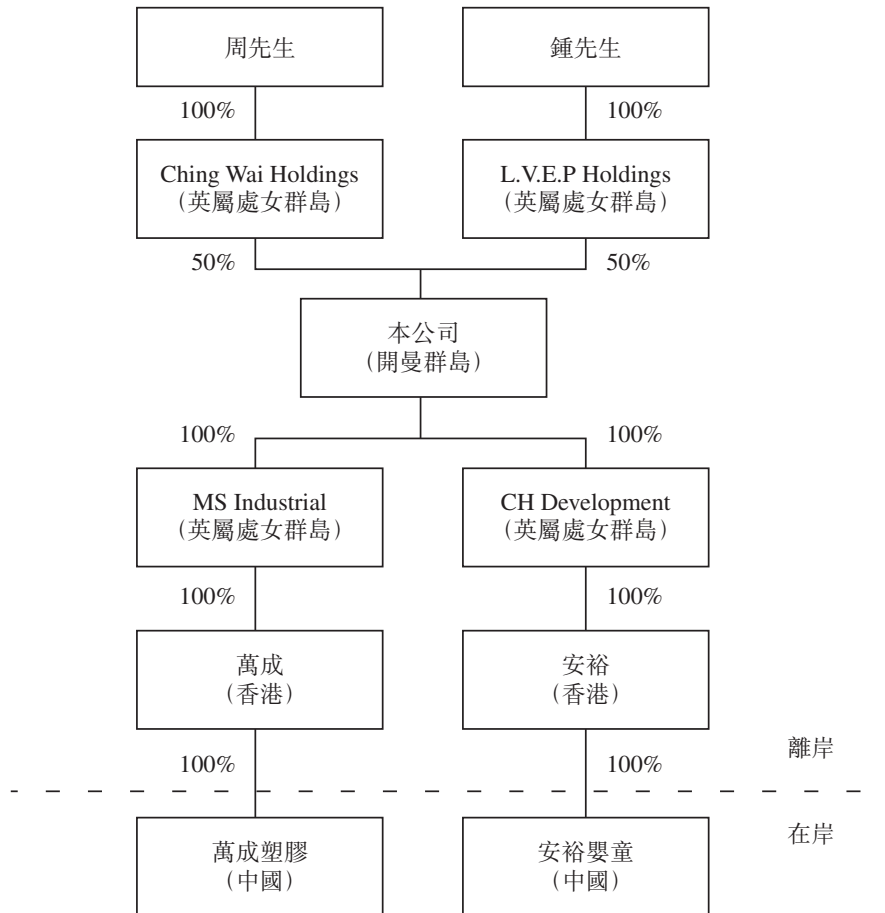 周先生
鍾先生
100%
100%
Ching Wai Holdings
(英屬處女群島)
L.V.E.P Holdings
(英屬處女群島)
50%
50%
本公司
(開曼群島)
100%
100%
MS Industrial
(英屬處女群島)
CH Development
(英屬處女群島)
100%
100%
萬成
(香港)
安裕
(香港)
離岸
100%
100%
在岸
萬成塑膠
(中國)
安裕嬰童
(中國)